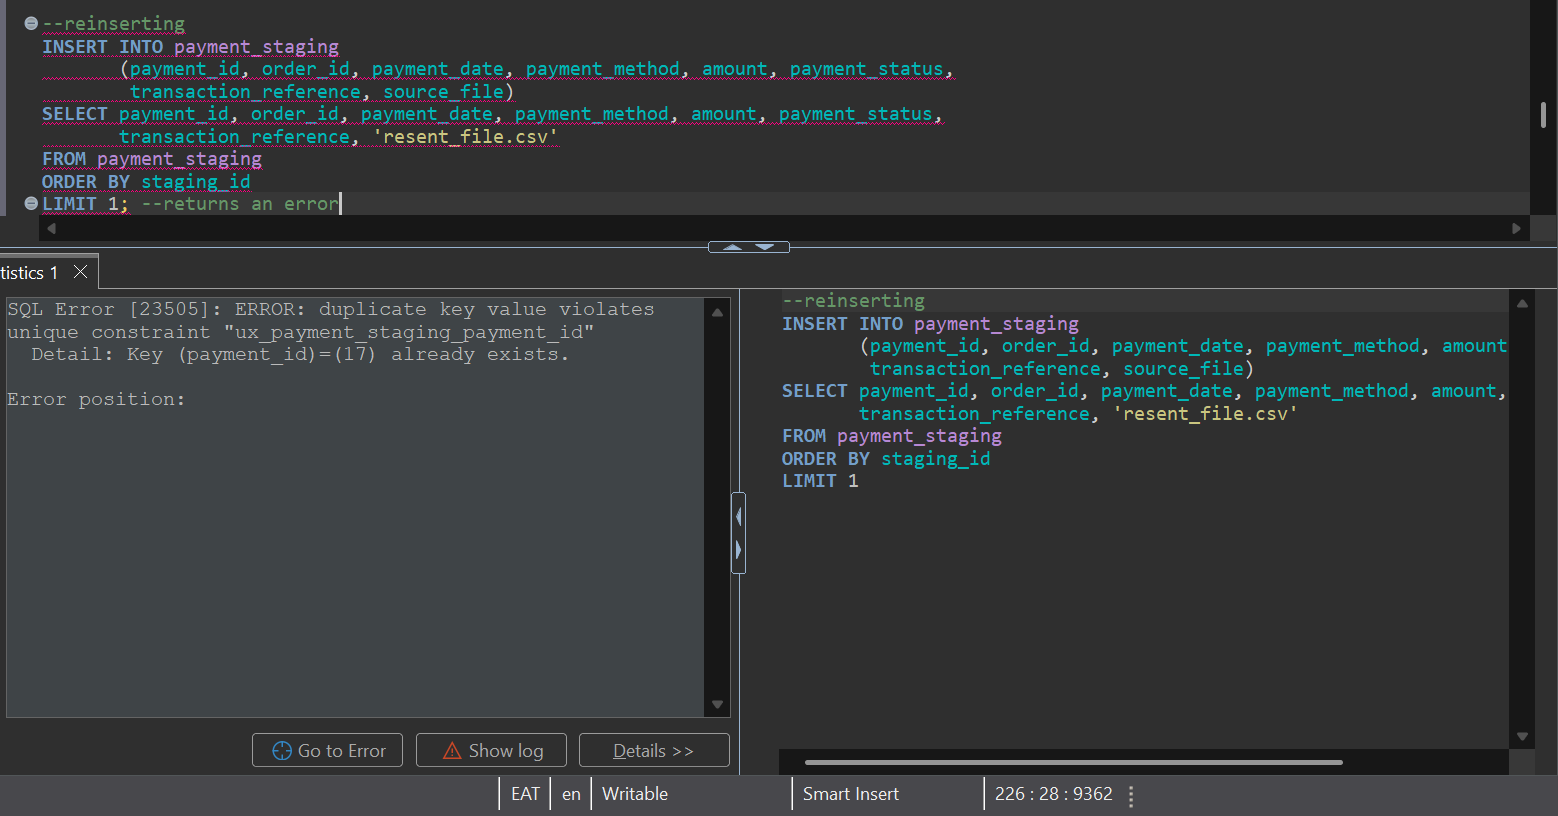 --reinserting
INSERT INTO payment_staging
(payment_id, order_id, payment_date, payment_method, amount, payment_status,
transaction_reference, source_file)
SELECT payment_id, order_id, payment_date, payment_method, amount, payment_status,
transaction_reference, 'resent_file.csv'
FROM payment_staging
ORDER BY staging_id
LIMIT 1; --returns an error
tistics 1
SQL Error [23505]: ERROR: duplicate key value violates
unique constraint "ux_payment_staging_payment_id"
Detail: Key (payment_id)=(17) already exists.
Error position:
--reinserting
INSERT INTO payment_staging
(payment_id, order_id, payment_date, payment_method, amount
transaction_reference, source_file)
SELECT payment_id, order_id, payment_date, payment_method, amount,
transaction_reference, 'resent_file.csv'
FROM payment_staging
ORDER BY staging_id
LIMIT 1
Go to Error
Show log
Details >>
EAT
en
Writable
Smart Insert
226 : 28 : 9362